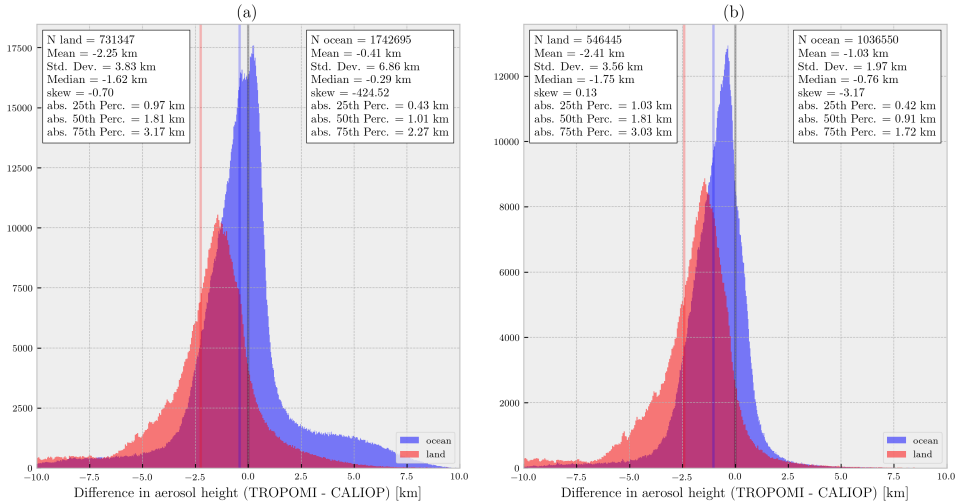 (a)
N land = 731347
Mean = -2.25 km
Std. Dev. = 3.83 km
Median = -1.62 km
skew = -0.70
abs. 25th Perc. = 0.97 km
abs. 50th Perc. = 1.81 km
abs. 75th Perc. = 3.17 km
N ocean = 1742695
Mean = -0.41 km
Std. Dev. = 6.86 km
Median = -0.29 km
skew = -424.52
abs. 25th Perc. = 0.43 km
abs. 50th Perc. = 1.01 km
abs. 75th Perc. = 2.27 km
17500
15000
12500
10000
7500
5000
2500
0
ocean
land
−10.0 −7.5 −5.0 −2.5 0.0 2.5 5.0 7.5 10.0
Difference in aerosol height (TROPOMI - CALIOP) [km]
(b)
N land = 546445
Mean = -2.41 km
Std. Dev. = 3.56 km
Median = -1.75 km
skew = 0.13
abs. 25th Perc. = 1.03 km
abs. 50th Perc. = 1.81 km
abs. 75th Perc. = 3.03 km
N ocean = 1036550
Mean = -1.03 km
Std. Dev. = 1.97 km
Median = -0.76 km
skew = -3.17
abs. 25th Perc. = 0.42 km
abs. 50th Perc. = 0.91 km
abs. 75th Perc. = 1.72 km
12000
10000
8000
6000
4000
2000
0
ocean
land
−10.0 −7.5 −5.0 −2.5 0.0 2.5 5.0 7.5 10.0
Difference in aerosol height (TROPOMI - CALIOP) [km]